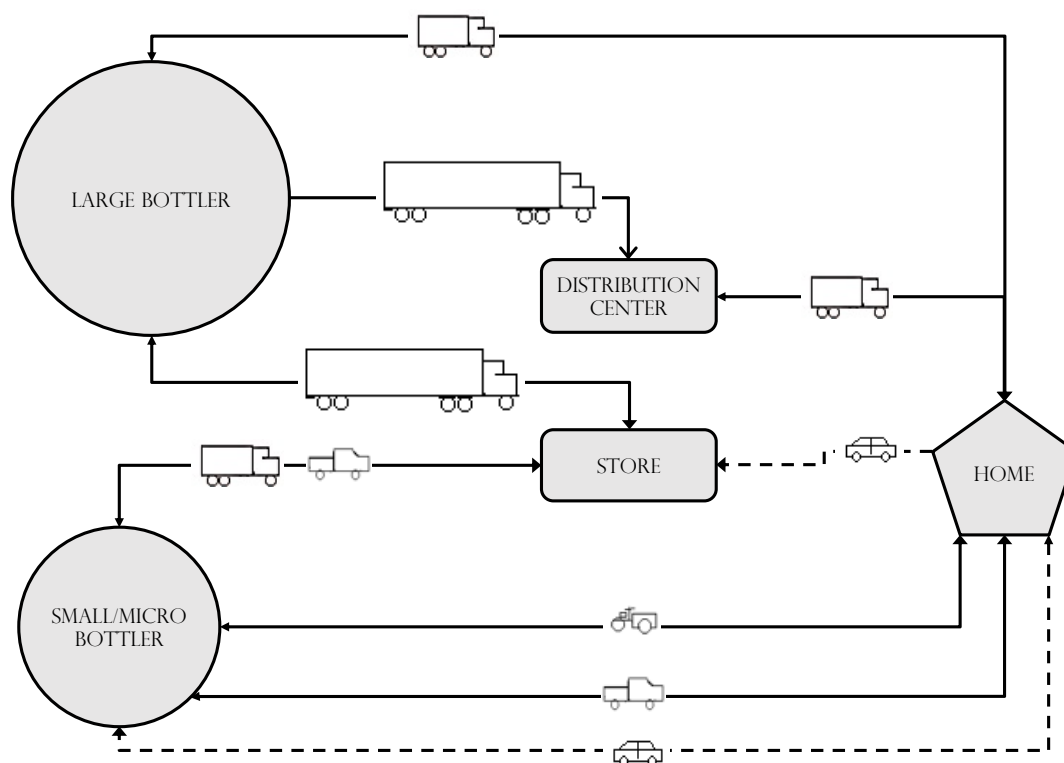 LARGE BOTTLER
DISTRIBUTION
CENTER
STORE
HOME
SMALL/MICRO
BOTTLER